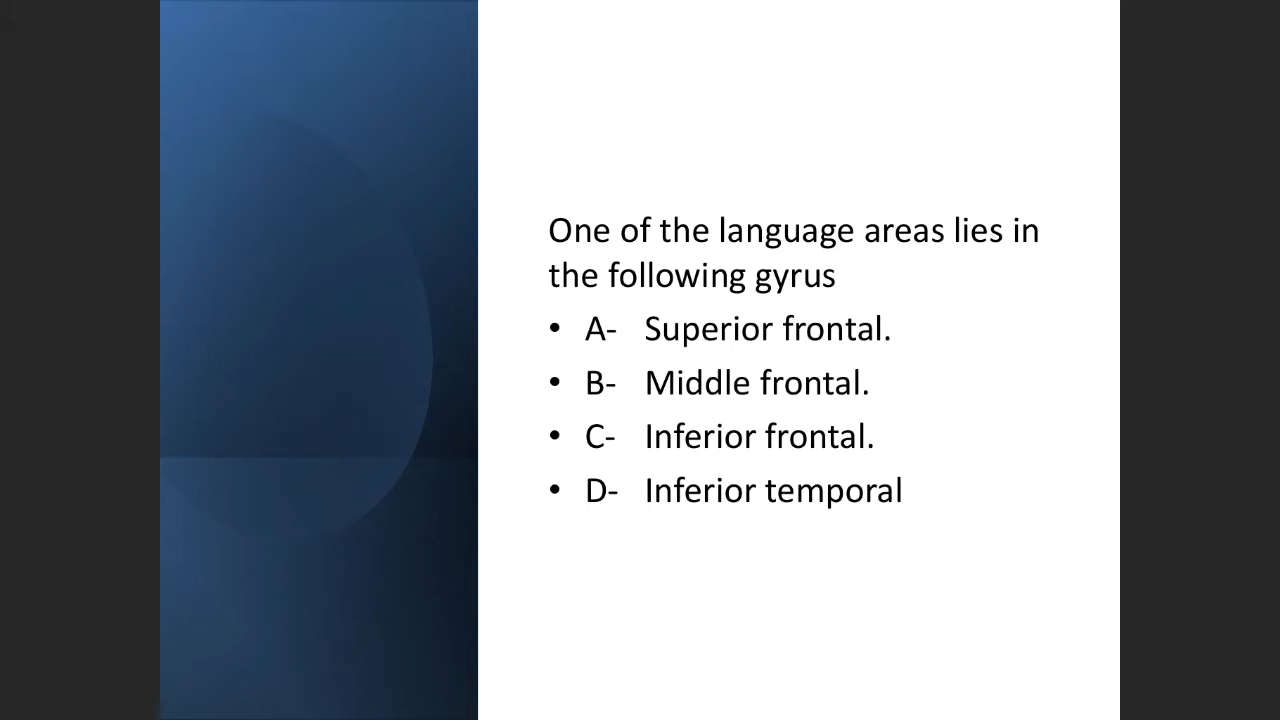 One of the language areas lies in
the following gyrus
• A- Superior frontal.
• B- Middle frontal.
• C- Inferior frontal.
• D- Inferior temporal